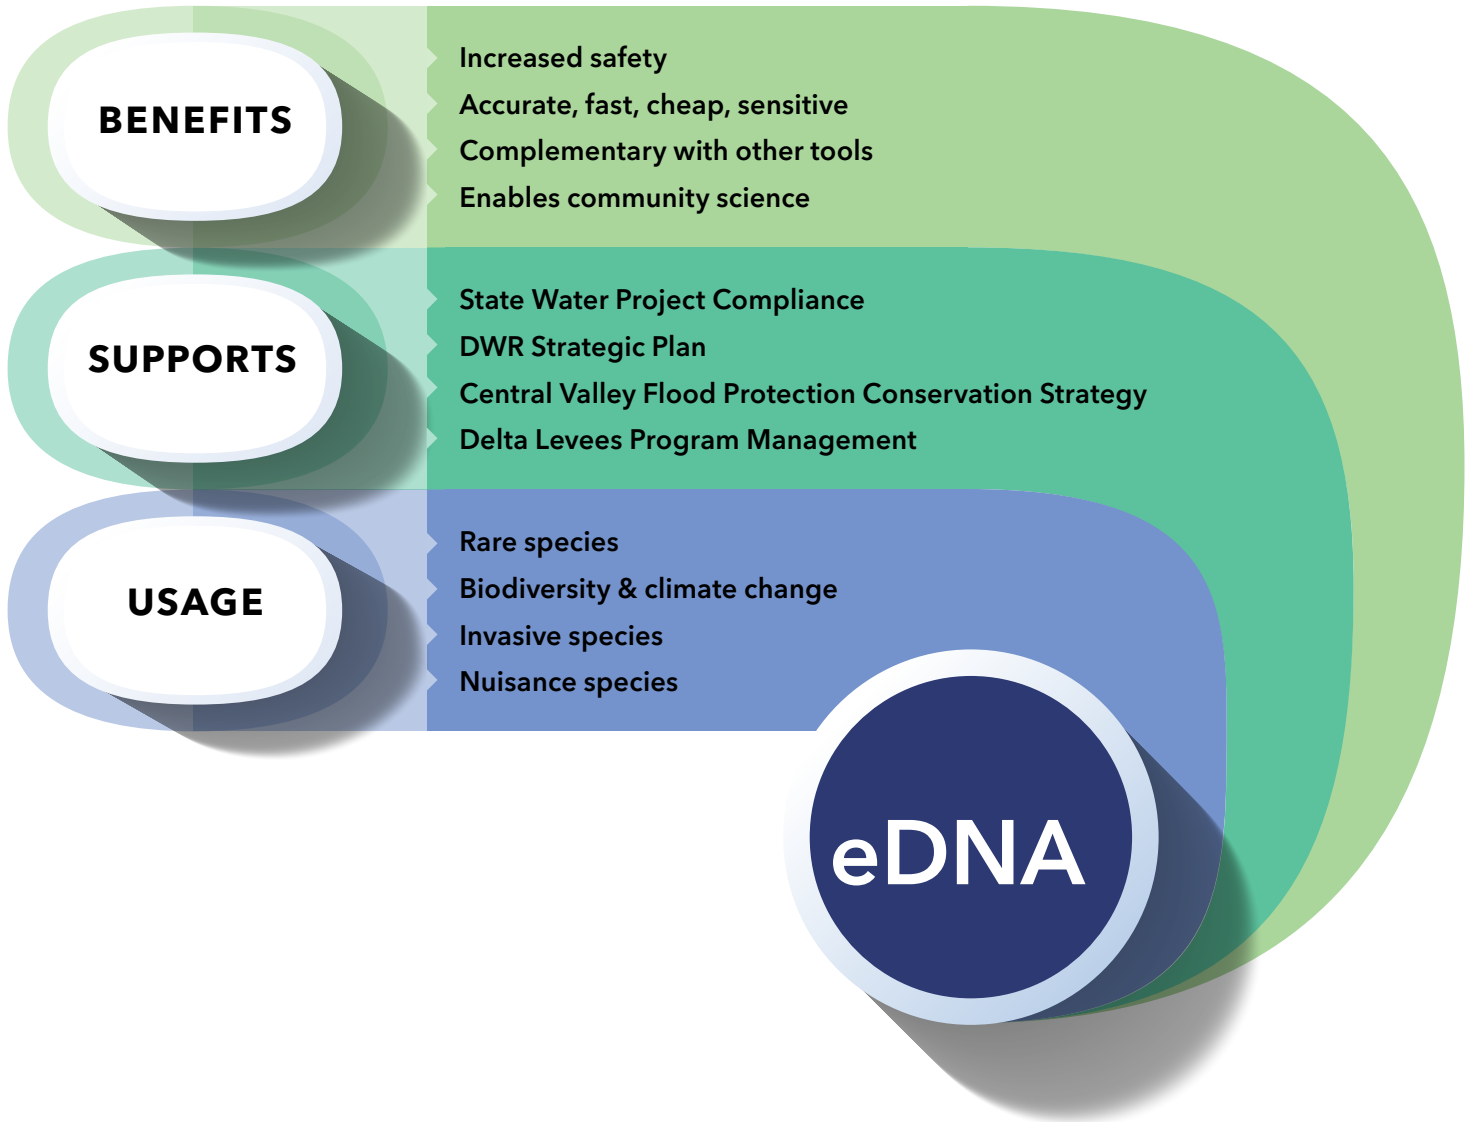 BENEFITS
Increased safety
Accurate, fast, cheap, sensitive
Complementary with other tools
Enables community science
SUPPORTS
State Water Project Compliance
DWR Strategic Plan
Central Valley Flood Protection Conservation Strategy
Delta Levees Program Management
USAGE
Rare species
Biodiversity & climate change
Invasive species
Nuisance species
eDNA